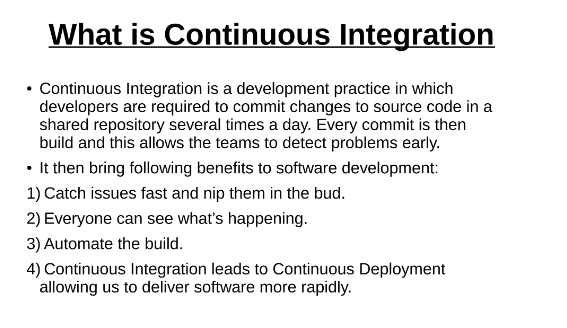 What is Continuous Integration
• Continuous Integration is a development practice in which
developers are required to commit changes to source code in a
shared repository several times a day. Every commit is then
build and this allows the teams to detect problems early.
• It then bring following benefits to software development:
1) Catch issues fast and nip them in the bud.
2) Everyone can see what's happening.
3) Automate the build.
4) Continuous Integration leads to Continuous Deployment
allowing us to deliver software more rapidly.